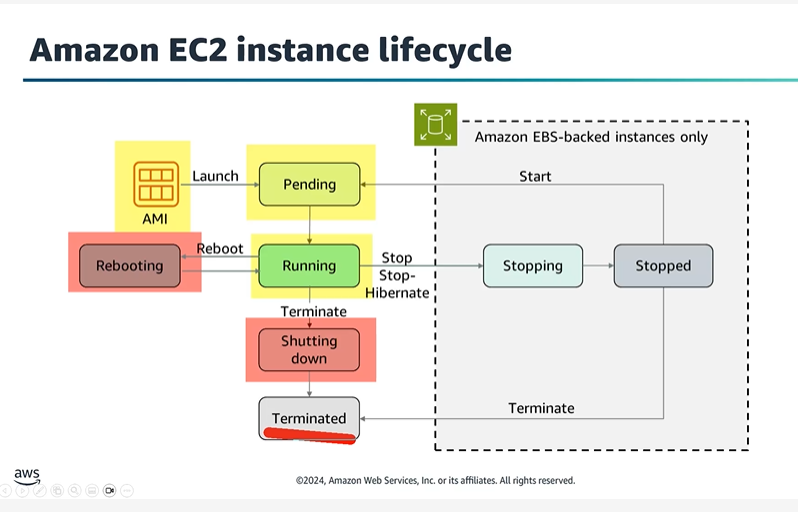 Amazon EC2 instance lifecycle
Amazon EBS-backed instances only
Launch
Pending
Start
AMI
Rebooting
Reboot
Running
Stop
Stop-
Hibernate
Stopping
Stopped
Terminate
Shutting
down
Terminated
Terminate
aws
©2024, Amazon Web Services, Inc. or its affiliates. All rights reserved.